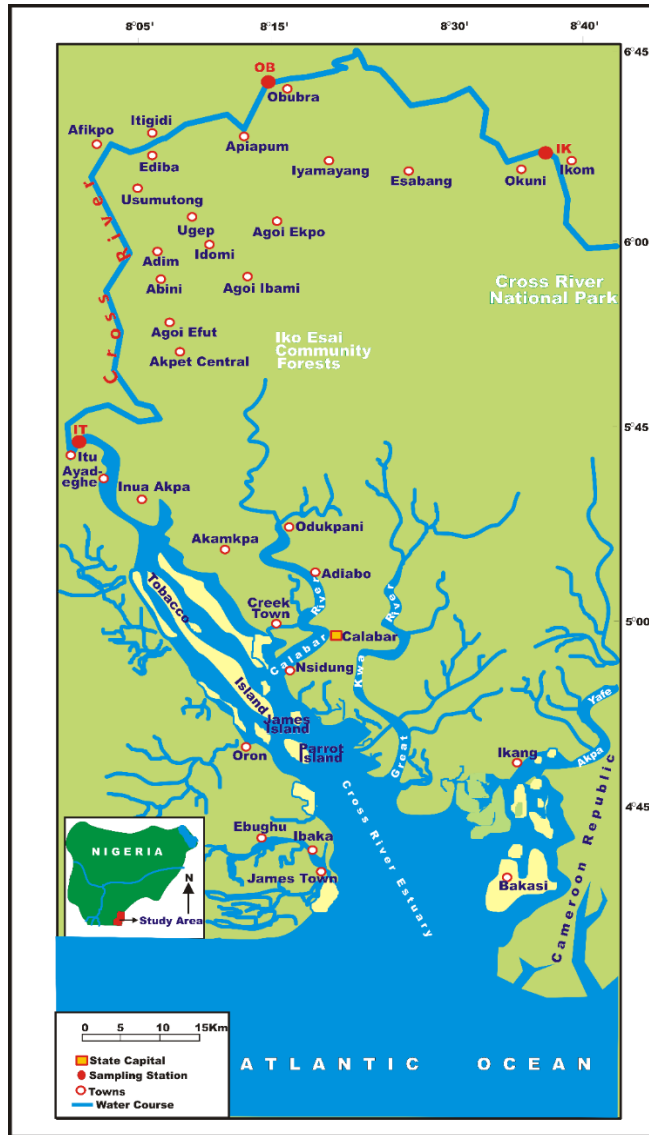 8°05'
8°15'
8°30'
8°40'
6°45
OB
Obubra
Itigidi
Afikpo
Apiapum
IK
Ediba
Iyamayang
Ikom
Esabang
Okuni
Usumutong
Ugep
Agoi Ekpo
Cross River
Idomi
6°00
Adim
Abini
Agoi Ibami
Cross River
National Park
Agoi Efut
Iko Esai
Community
Forests
Akpet Central
5°45
IT
Itu
Ayad-
eghe
Inua Akpa
Odukpani
Akamkpa
Adiabo
Tobacco
Island
Creek
Town
Calabar
River
Calabar
5°00
Nsidung
Great
Kwa
River
James
Island
Parrot
Island
Oron
Ikang
Akpa
Yafe
4°45
Cross River Estuary
Ebughu
Ibaka
James Town
Bakasi
Cameroon Republic
NIGERIA
N
Study Area
0 5 10 15Km
State Capital
Sampling Station
Towns
Water Course
ATLANTIC OCEAN